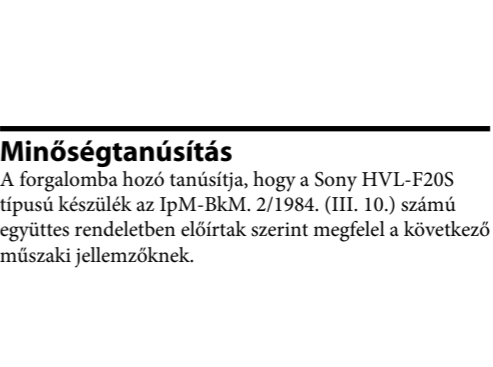 Minőségtanúsítás
A forgalomba hozó tanúsítja, hogy a Sony HVL-F20S
típusú készülék az IpM-BkM. 2/1984. (III. 10.) számú
együttes rendeletben előírtak szerint megfelel a következő
műszaki jellemzőknek.